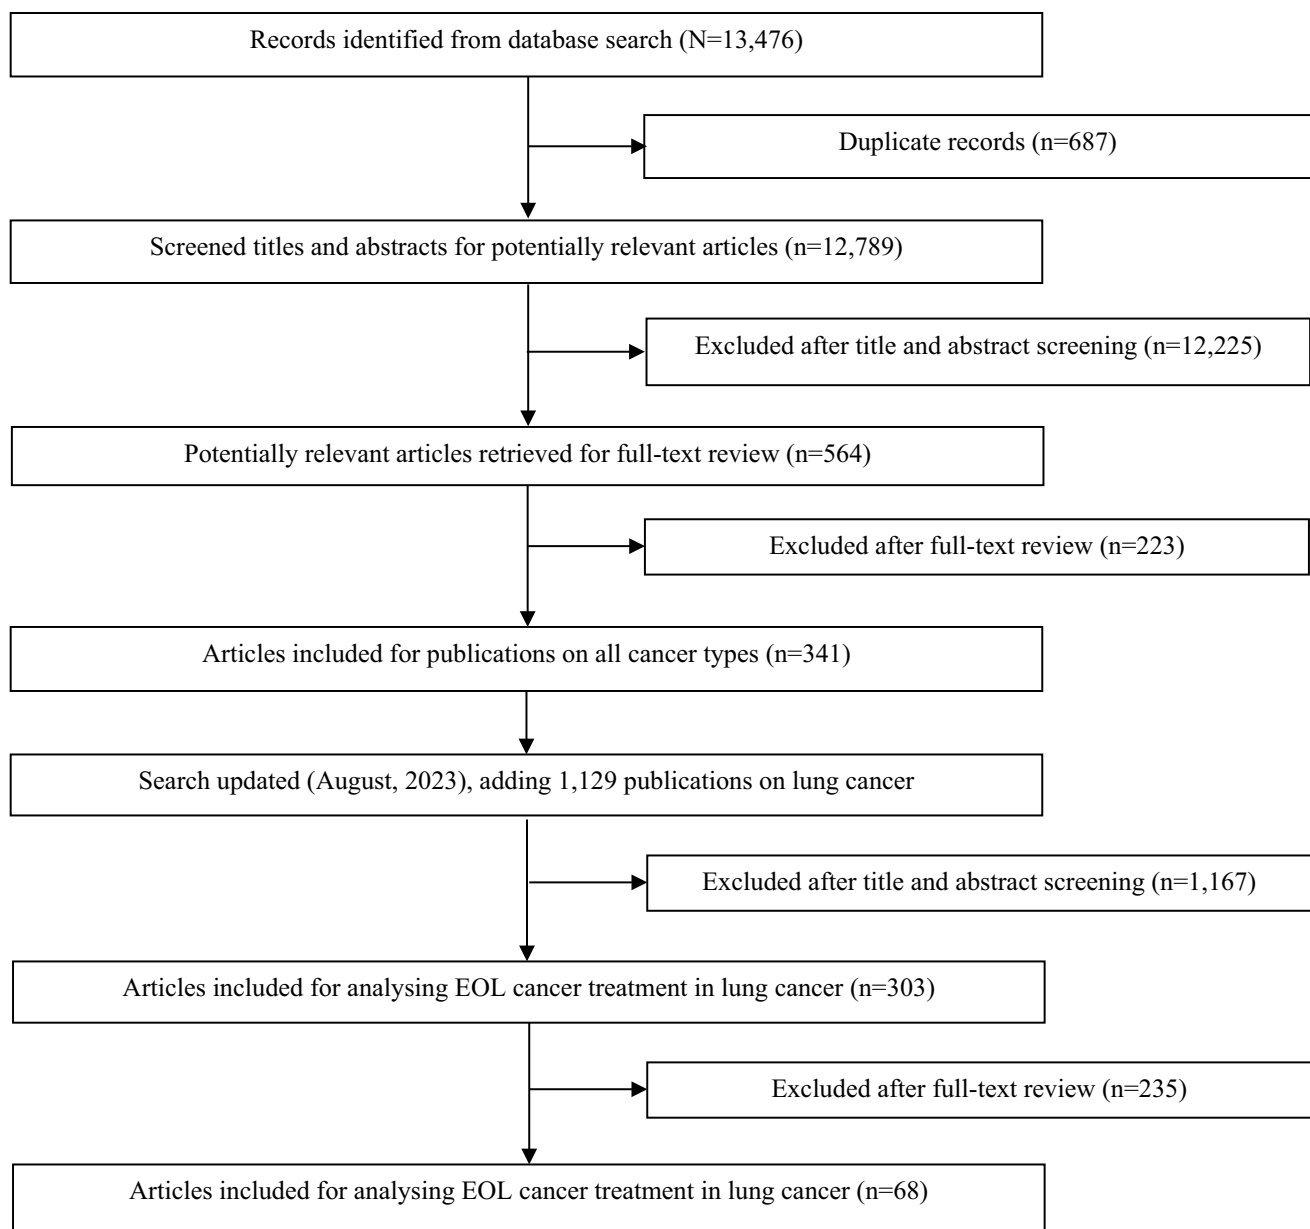 Records identified from database search (N=13,476)
Duplicate records (n=687)
Screened titles and abstracts for potentially relevant articles (n=12,789)
Excluded after title and abstract screening (n=12,225)
Potentially relevant articles retrieved for full-text review (n=564)
Excluded after full-text review (n=223)
Articles included for publications on all cancer types (n=341)
Search updated (August, 2023), adding 1,129 publications on lung cancer
Excluded after title and abstract screening (n=1,167)
Articles included for analysing EOL cancer treatment in lung cancer (n=303)
Excluded after full-text review (n=235)
Articles included for analysing EOL cancer treatment in lung cancer (n=68)